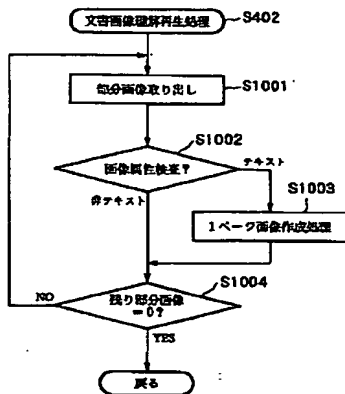 文書画像理解再生処理
S402
部分画像取り出し
S1001
S1002
画像属性検査?
テキスト
非テキスト
S1003
1ページ画像作成処理
S1004
NO
残り部分画像
=0?
YES
戻る